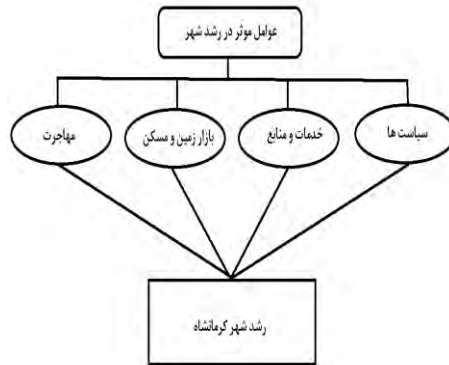 عوامل موثر در رشد شهر
سیاست ها
خدمات و منابع
بازار زمین و مسکن
مهاجرت
رشد شهر کرمانشاه